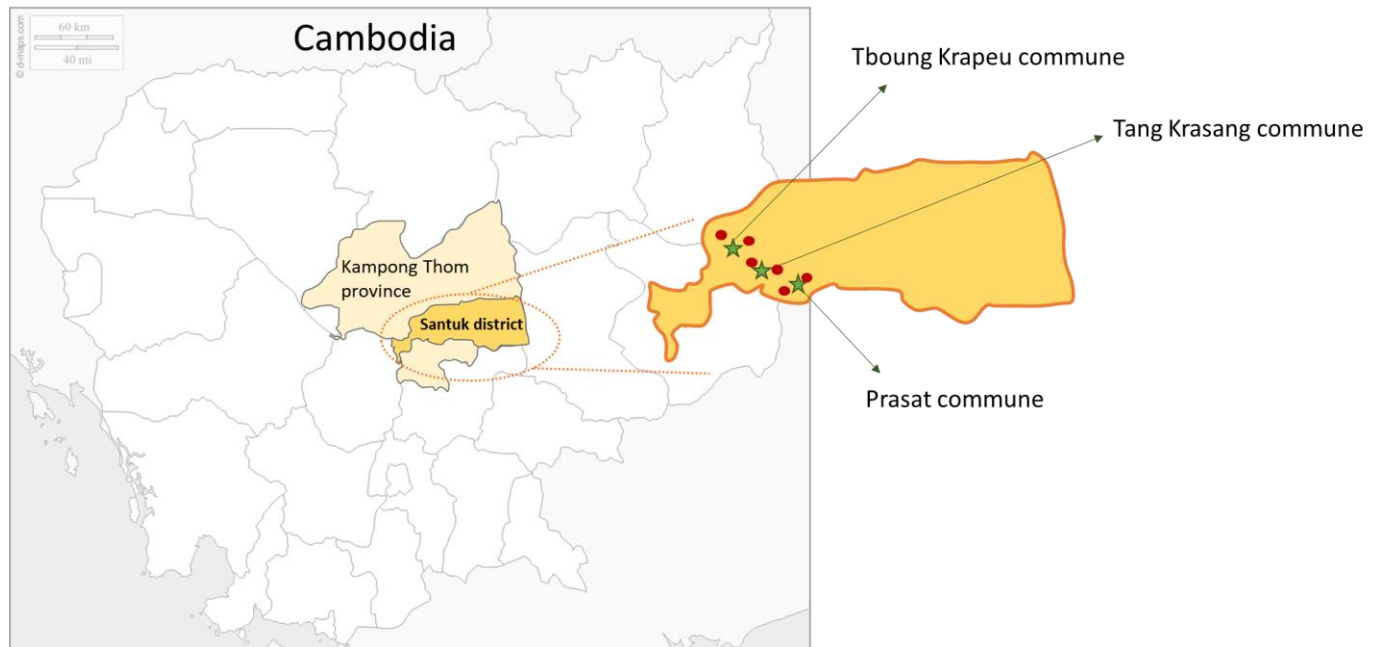 60 km
40 mi
© d-maps.com
Cambodia
Tboung Krapeu commune
Tang Krasang commune
Kampong Thom
province
Santuk district
Prasat commune